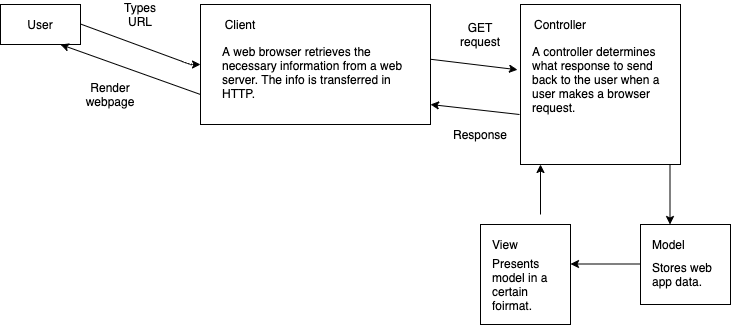 User
Types
URL
Render
webpage
Client
A web browser retrieves the
necessary information from a web
server. The info is transferred in
HTTP.
GET
request
Response
Controller
A controller determines
what response to send
back to the user when a
user makes a browser
request.
View
Presents
model in a
certain
foirmat.
Model
Stores web
app data.